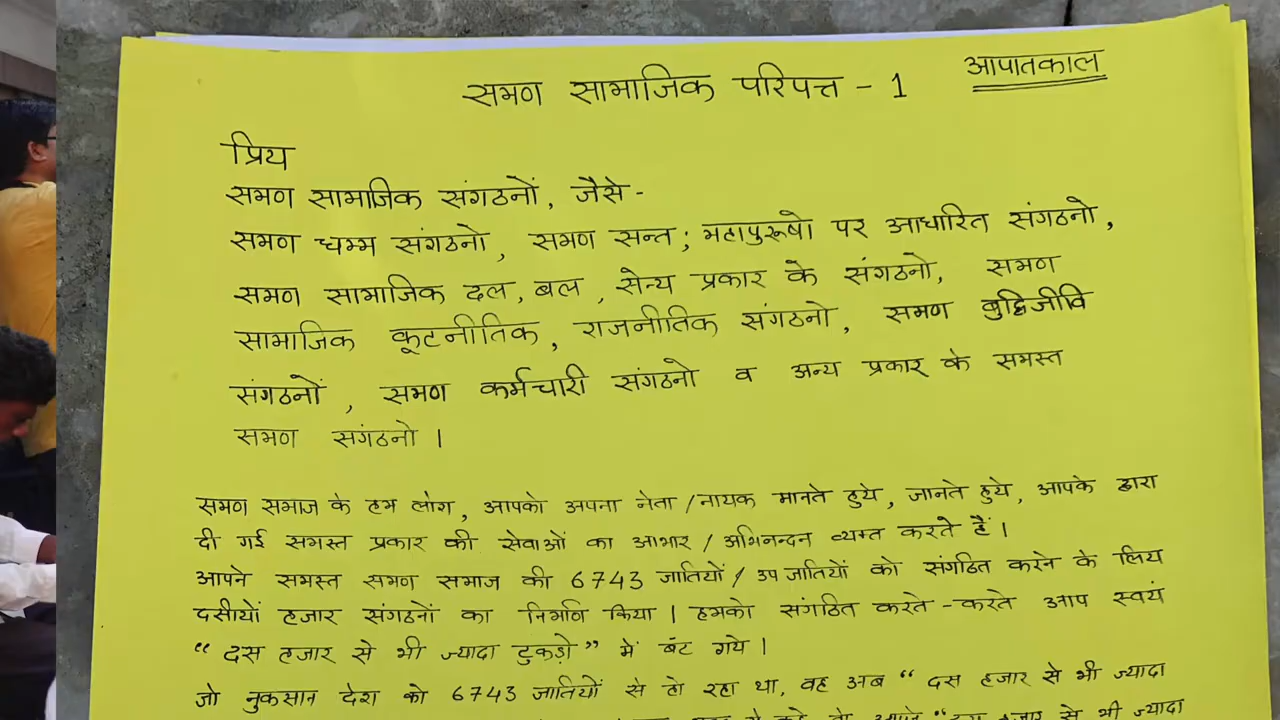 समण सामाजिक परिपत्त - 1
आपातकाल
प्रिय
समण सामाजिक संगठनों, जैसे -
समण धम्म संगठनो, समण सन्त; महापुरूषो पर आधारित संगठनो,
समण सामाजिक दल, बल, सेन्य प्रकार के संगठनो, समण
सामाजिक कूटनीतिक, राजनीतिक संगठनो, समण बुद्धिजीवि
संगठनों, समण कर्मचारी संगठनो व अन्य प्रकार के समस्त
समण संगठनो।
समण समाज के हम लोग, आपको अपना नेता/नायक मानते हुये, जानते हुये, आपके द्वारा
दी गई समस्त प्रकार की सेवाओं का आभार/अभिनन्दन व्यक्त करते हैं।
आपने समस्त समण समाज की 6743 जातियों/उप जातियों को संगठित करने के लिय
दसीयों हजार संगठनों का निर्माण किया। हमको संगठित करते-करते आप स्वयं
“दस हजार से भी ज्यादा टुकड़ो” में बंट गये।
जो नुकसान देश को 6743 जातियों से हो रहा था, वह अब “दस हजार से भी ज्यादा
हजार से भी ज्यादा